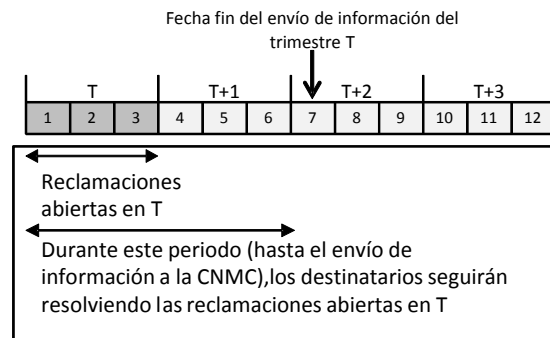 Fecha fin del envío de información del
trimestre T
T T+1 T+2 T+3
1 2 3 4 5 6 7 8 9 10 11 12
Reclamaciones
abiertas en T
Durante este periodo (hasta el envío de
información a la CNMC),los destinatarios seguirán
resolviendo las reclamaciones abiertas en T